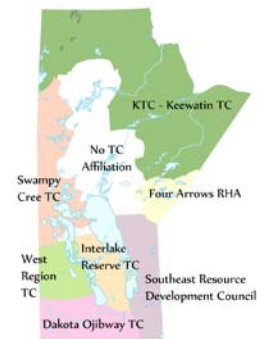 KTC - Keewatin TC
No TC
Affiliation
Swampy
Cree TC
Four Arrows RHA
West
Region
TC
Interlake
Reserve TC
Southeast Resource
Development Council
Dakota Ojibway TC